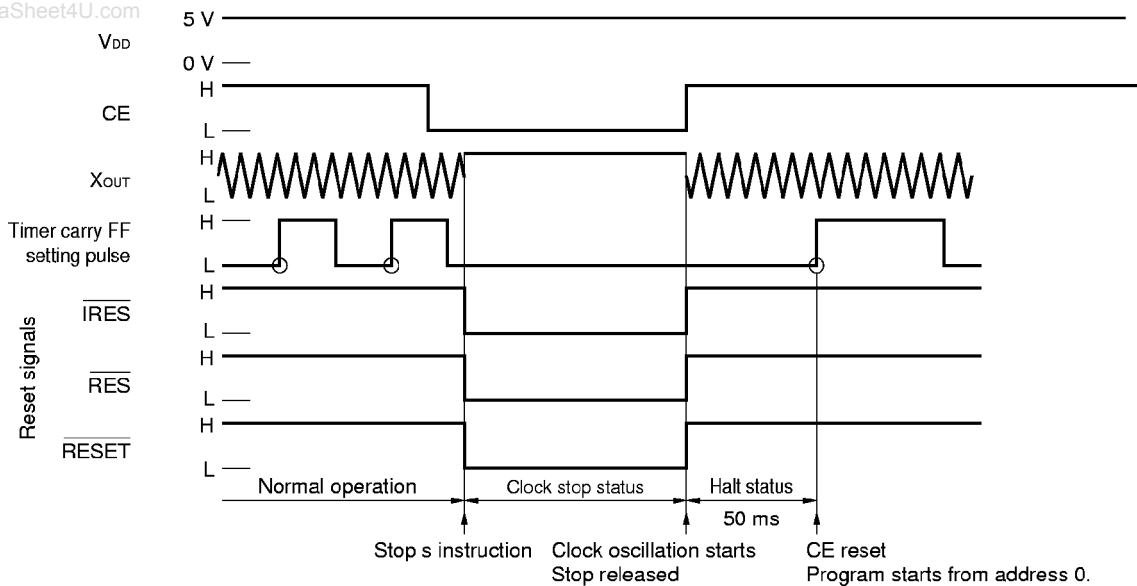 aSheet4U.com
5 V
VDD
0 V
H
CE
L
H
XOUT
L
H
Timer carry FF
setting pulse
L
H
IRES
L
H
RES
L
H
RESET
L
Reset signals
Normal operation
Clock stop status
Halt status
50 ms
Stop s instruction
Clock oscillation starts
Stop released
CE reset
Program starts from address 0.